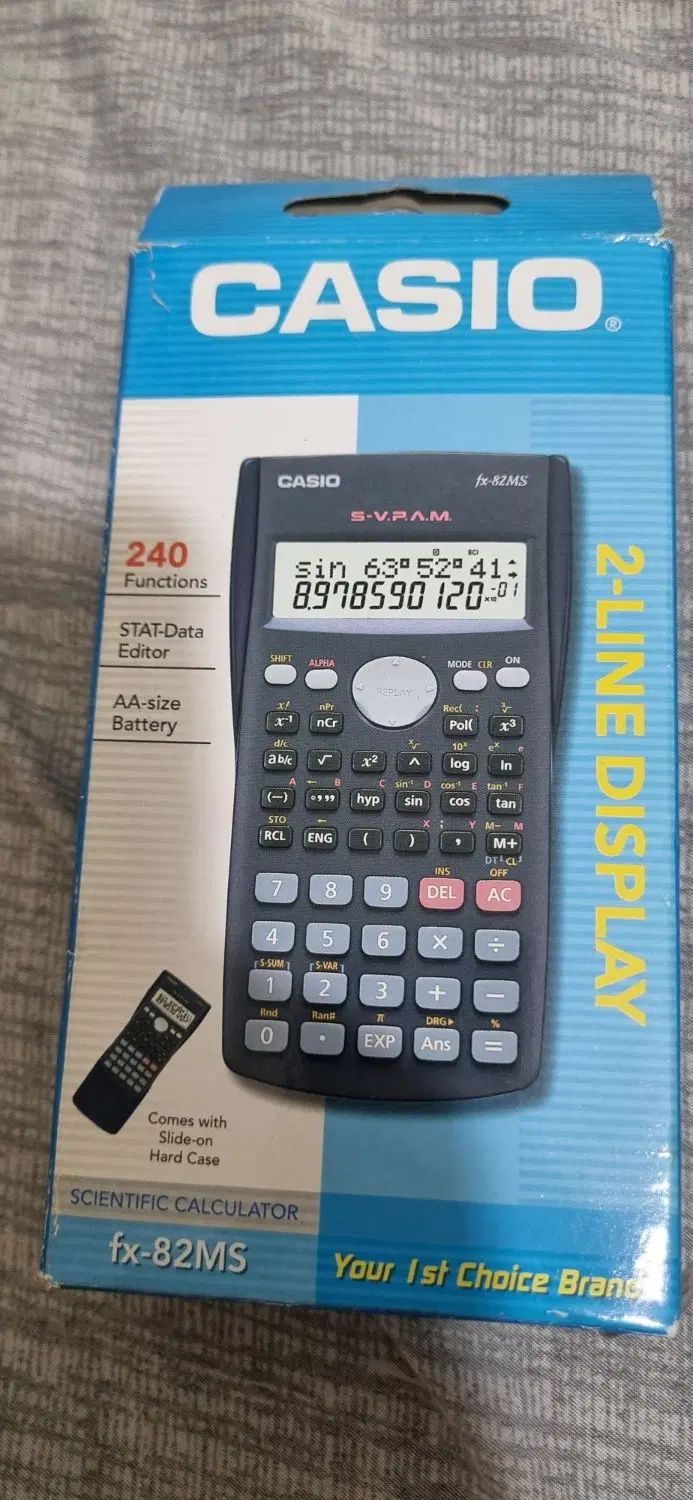 CASIO®
240
Functions
STAT-Data
Editor
AA-size
Battery
2-LINE DISPLAY
CASIO fx-82MS
S-V.P.A.M.
D SCI
sin 63°52°41
8.978590120×10-01
SHIFT ALPHA MODE CLR ON
REPLAY
x! nPr Rec( : ³√
x-1 nCr Pol( x³
d/c x√ 10x ex e
ab/c √ x² ^ log ln
A ← B C sin-1 D cos-1 E tan-1 F
(−) °,,, hyp sin cos tan
STO ← X ; Y M− M
RCL ENG ( ) , M+
DT CL
INS OFF
7 8 9 DEL AC
4 5 6 × ÷
S-SUM S-VAR
1 2 3 + −
Rnd Ran# π DRG▶ %
0 · EXP Ans =
Comes with
Slide-on
Hard Case
SCIENTIFIC CALCULATOR
fx-82MS
Your 1st Choice Brand